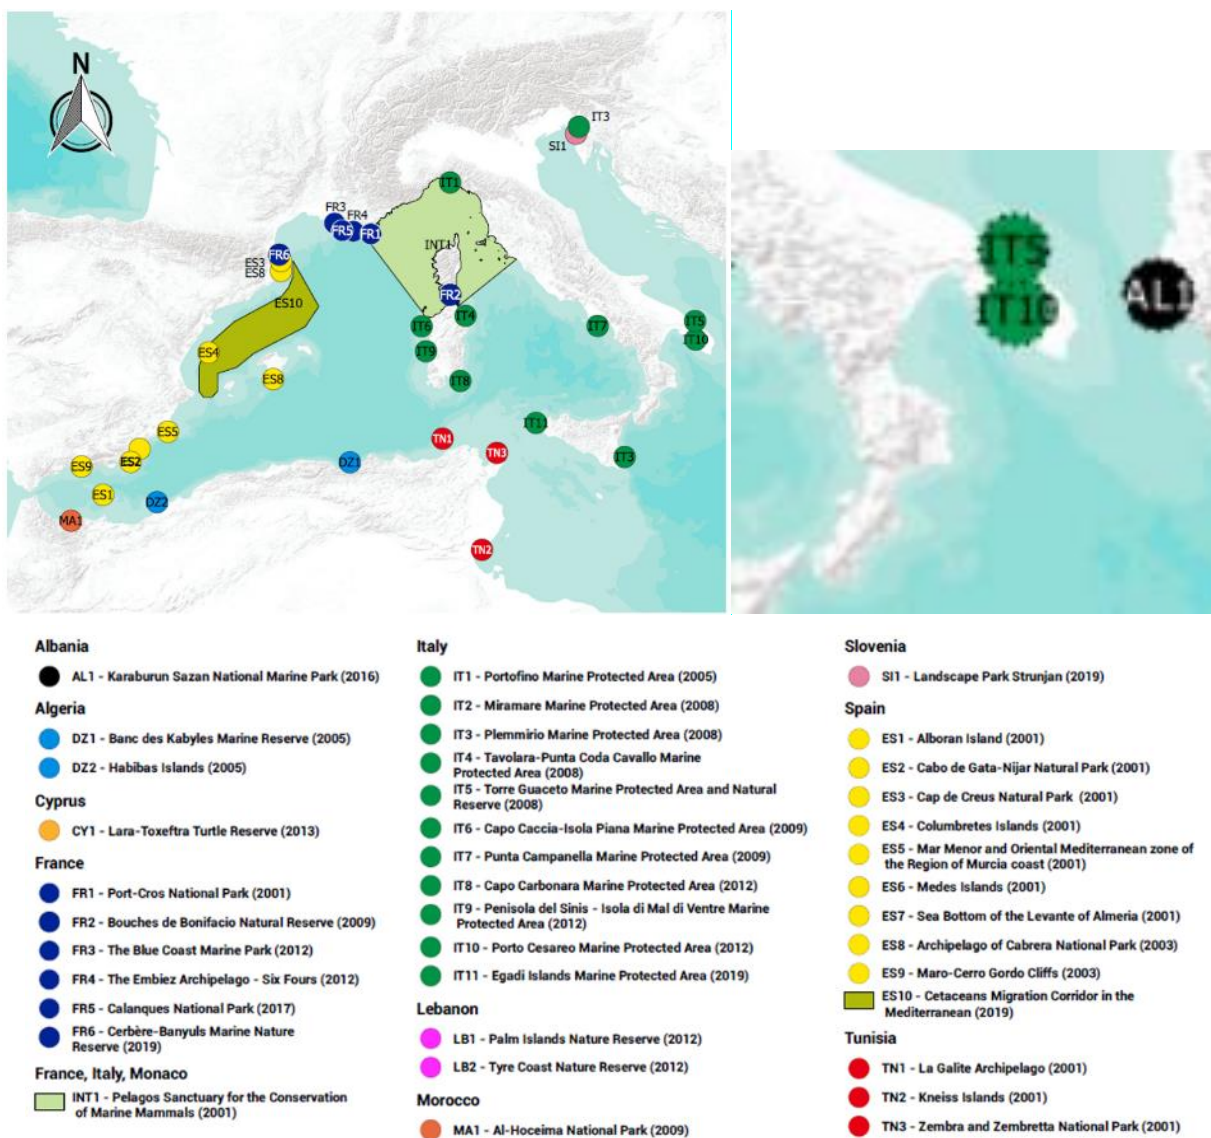 N
IT3
SI1
IT1
FR3
FR4
FR5
FR1
INT1
FR6
ES3
ES8
ES10
FR2
IT4
IT6
IT7
IT5
IT10
IT9
ES4
ES8
IT8
ES5
IT11
TN1
TN3
IT3
ES2
ES9
DZ1
ES1
DZ2
MA1
TN2
IT5
IT10
AL1
Albania
AL1 - Karaburun Sazan National Marine Park (2016)
Algeria
DZ1 - Banc des Kabyles Marine Reserve (2005)
DZ2 - Habibas Islands (2005)
Cyprus
CY1 - Lara-Toxeftra Turtle Reserve (2013)
France
FR1 - Port-Cros National Park (2001)
FR2 - Bouches de Bonifacio Natural Reserve (2009)
FR3 - The Blue Coast Marine Park (2012)
FR4 - The Embiez Archipelago - Six Fours (2012)
FR5 - Calanques National Park (2017)
FR6 - Cerbère-Banyuls Marine Nature
Reserve (2019)
France, Italy, Monaco
INT1 - Pelagos Sanctuary for the Conservation
of Marine Mammals (2001)
Italy
IT1 - Portofino Marine Protected Area (2005)
IT2 - Miramare Marine Protected Area (2008)
IT3 - Plemmirio Marine Protected Area (2008)
IT4 - Tavolara-Punta Coda Cavallo Marine
Protected Area (2008)
IT5 - Torre Guaceto Marine Protected Area and Natural
Reserve (2008)
IT6 - Capo Caccia-Isola Piana Marine Protected Area (2009)
IT7 - Punta Campanella Marine Protected Area (2009)
IT8 - Capo Carbonara Marine Protected Area (2012)
IT9 - Penisola del Sinis - Isola di Mal di Ventre Marine
Protected Area (2012)
IT10 - Porto Cesareo Marine Protected Area (2012)
IT11 - Egadi Islands Marine Protected Area (2019)
Lebanon
LB1 - Palm Islands Nature Reserve (2012)
LB2 - Tyre Coast Nature Reserve (2012)
Morocco
MA1 - Al-Hoceima National Park (2009)
Slovenia
SI1 - Landscape Park Strunjan (2019)
Spain
ES1 - Alboran Island (2001)
ES2 - Cabo de Gata-Nijar Natural Park (2001)
ES3 - Cap de Creus Natural Park (2001)
ES4 - Columbretes Islands (2001)
ES5 - Mar Menor and Oriental Mediterranean zone of
the Region of Murcia coast (2001)
ES6 - Medes Islands (2001)
ES7 - Sea Bottom of the Levante of Almeria (2001)
ES8 - Archipelago of Cabrera National Park (2003)
ES9 - Maro-Cerro Gordo Cliffs (2003)
ES10 - Cetaceans Migration Corridor in the
Mediterranean (2019)
Tunisia
TN1 - La Galite Archipelago (2001)
TN2 - Kneiss Islands (2001)
TN3 - Zembra and Zembretta National Park (2001)